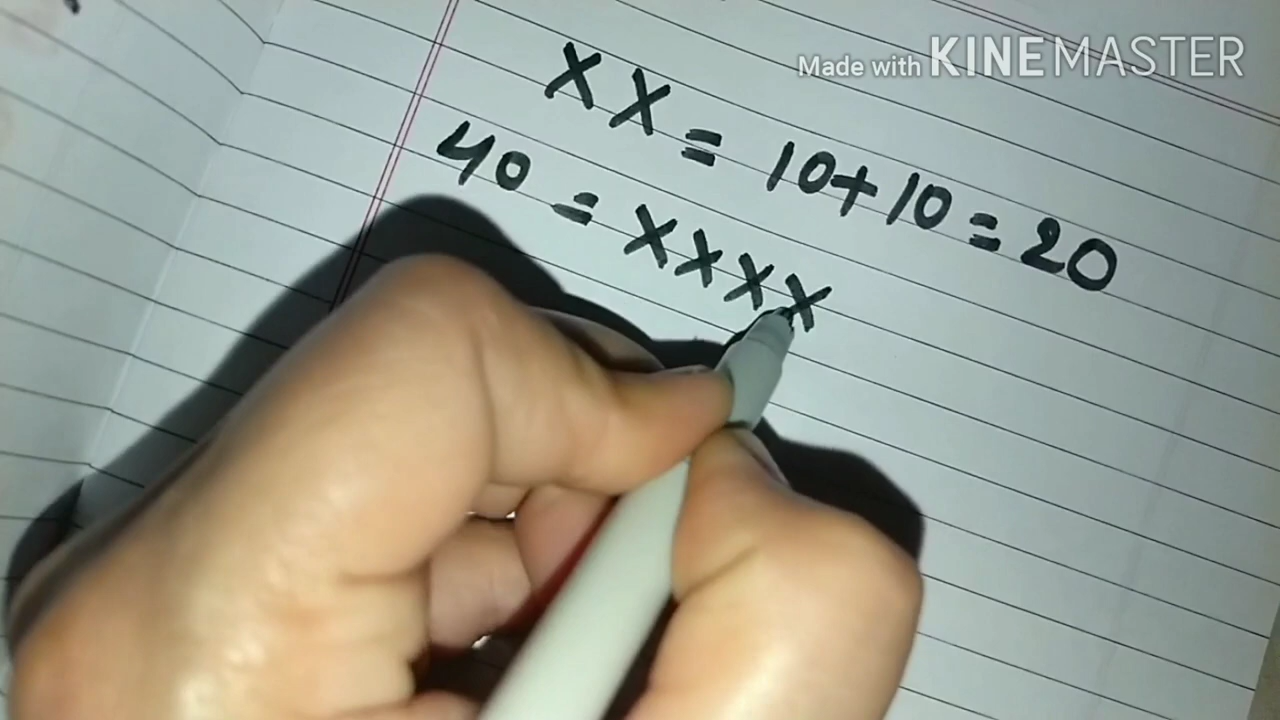 Made with KINEMASTER
XX = 10+10=20
40 = XXXX